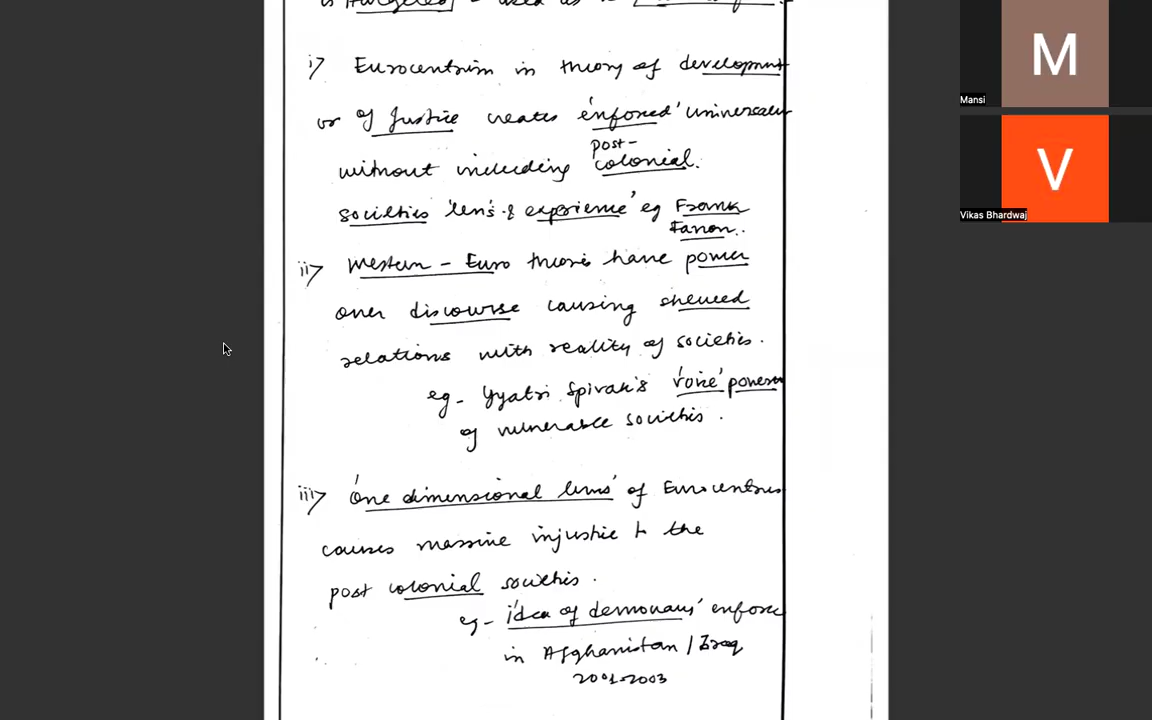 i) Eurocentrism in theory of development
or of Justice creates 'enforced' universalism
without including post-
colonial
societies 'lens & experience' eg Frank
Fanon..
ii) Western - Euro theories have power
over discourse causing skewed
relations with reality of societies.
eg - Gyatri Spivak's 'voice' power
of vulnerable societies.
iii) 'One dimensional lens' of Eurocentrism
causes massive injustice to the
post colonial societies.
eg - 'idea of democracy' enforced
in Afghanistan / Iraq
2001-2003
M
Mansi
V
Vikas Bhardwaj